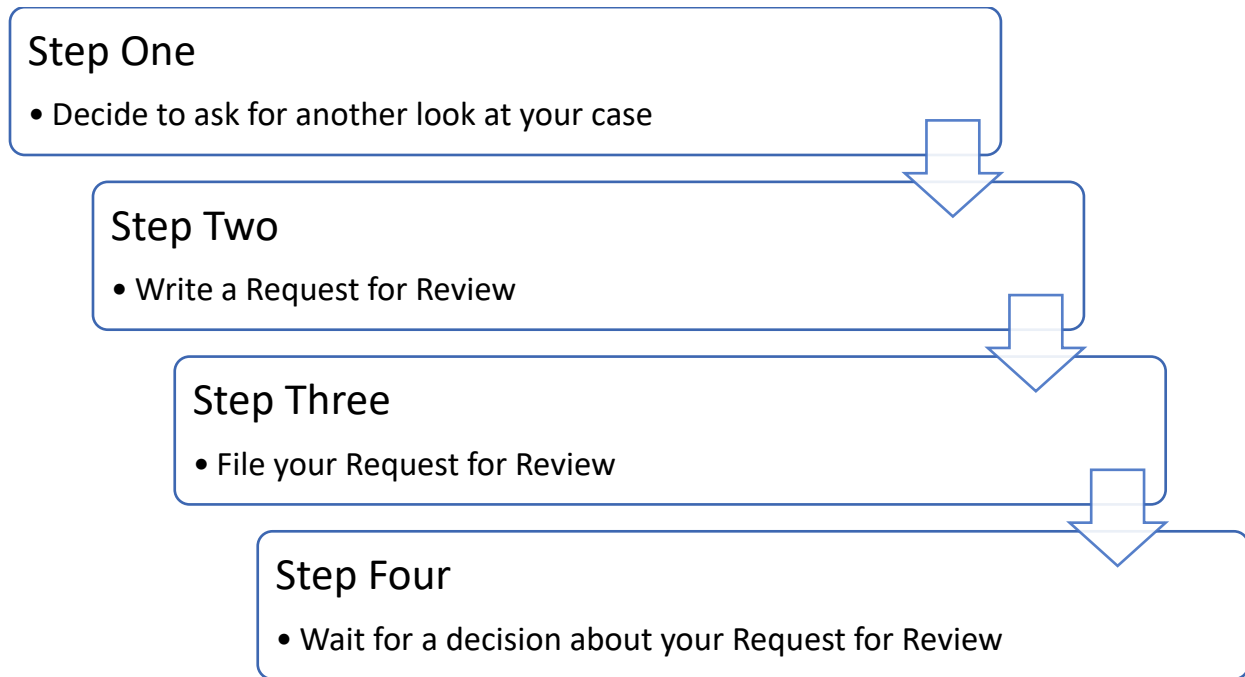 Step One
• Decide to ask for another look at your case
Step Two
• Write a Request for Review
Step Three
• File your Request for Review
Step Four
• Wait for a decision about your Request for Review